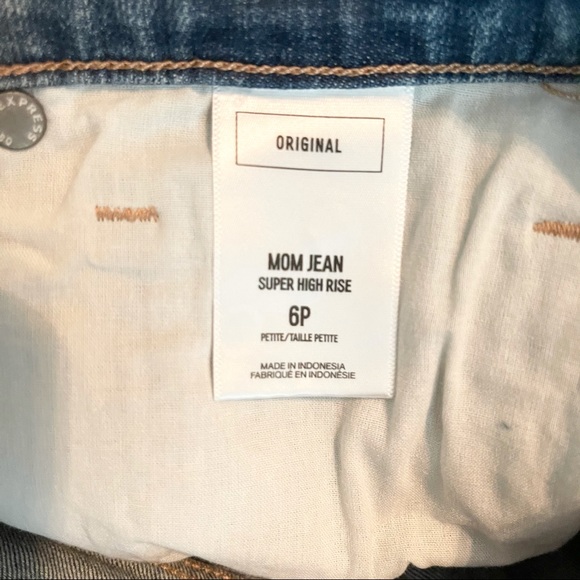 EXPRESS
ORIGINAL
MOM JEAN
SUPER HIGH RISE
6P
PETITE/TAILLE PETITE
MADE IN INDONESIA
FABRIQUÉ EN INDONÉSIE